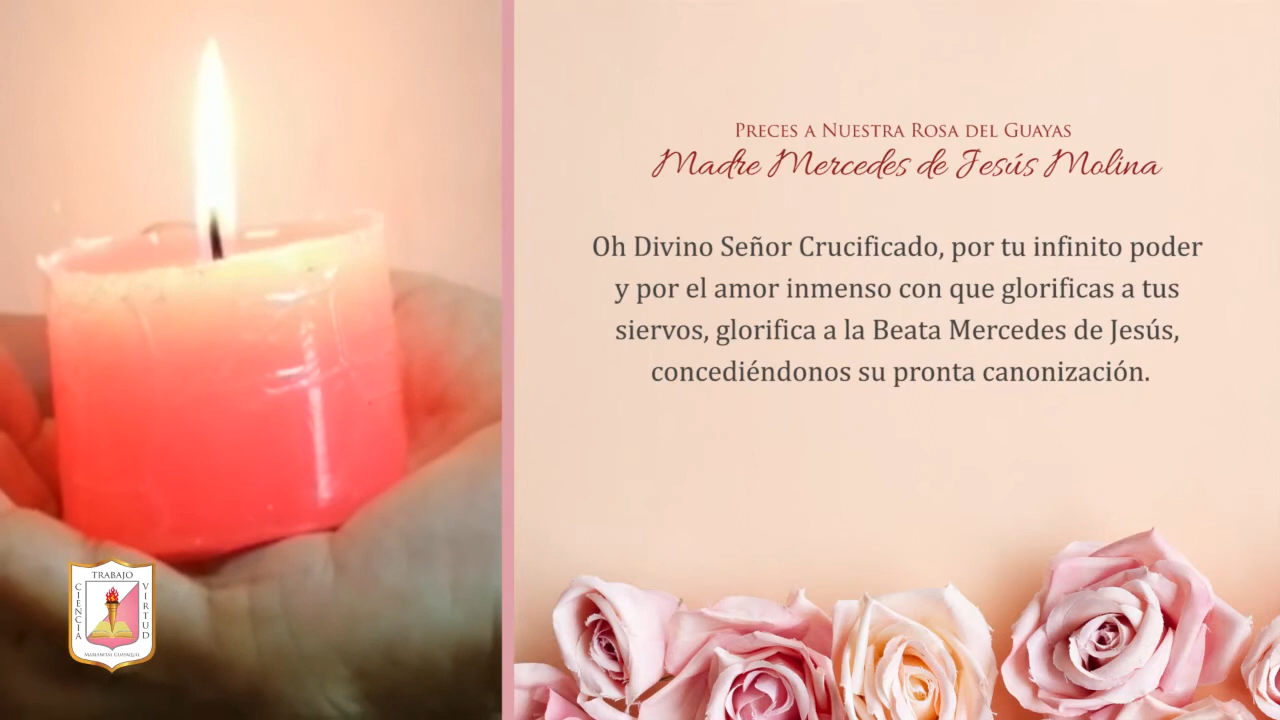 PRECES A NUESTRA ROSA DEL GUAYAS
Madre Mercedes de Jesús Molina
Oh Divino Señor Crucificado, por tu infinito poder
y por el amor inmenso con que glorificas a tus
siervos, glorifica a la Beata Mercedes de Jesús,
concediéndonos su pronta canonización.
TRABAJO
CIENCIA
VIRTUD
MARIANITAS GUAYAQUIL